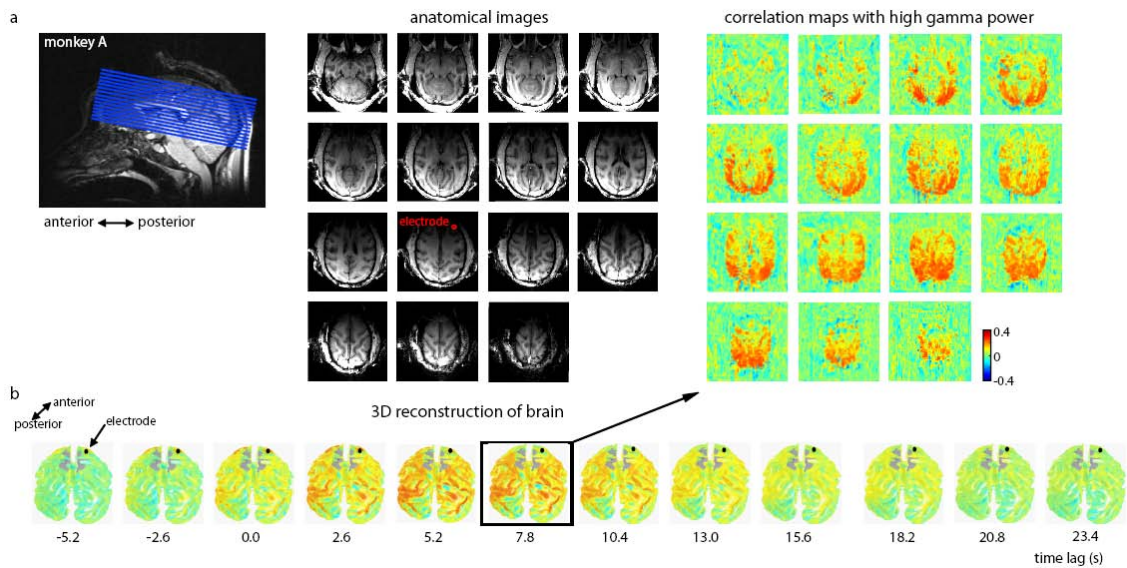 a
anatomical images
correlation maps with high gamma power
monkey A
anterior posterior
electrode
0.4
0
-0.4
b
anterior
posterior
electrode
3D reconstruction of brain
-5.2 -2.6 0.0 2.6 5.2 7.8 10.4 13.0 15.6 18.2 20.8 23.4
time lag (s)